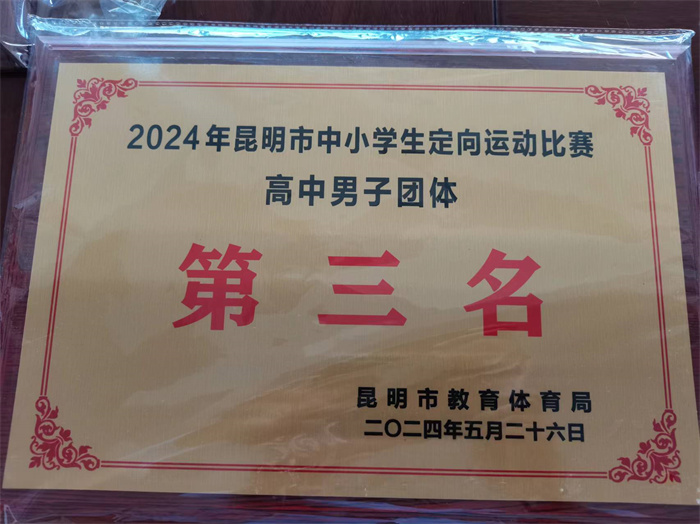 2024年昆明市中小学生定向运动比赛
高中男子团体
第三名
昆明市教育体育局
二〇二四年五月二十六日